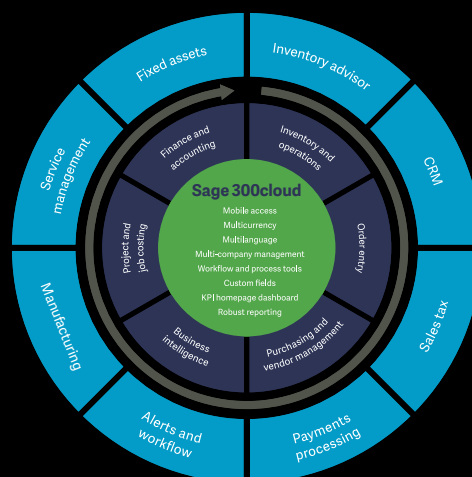 Fixed assets
Inventory advisor
CRM
Sales tax
Payments
processing
Alerts and
workflow
Manufacturing
Service
management
Finance and
accounting
Inventory and
operations
Order entry
Purchasing and
vendor management
Business
intelligence
Project and
job costing
Sage 300cloud
Mobile access
Multicurrency
Multilanguage
Multi-company management
Workflow and process tools
Custom fields
KPI homepage dashboard
Robust reporting